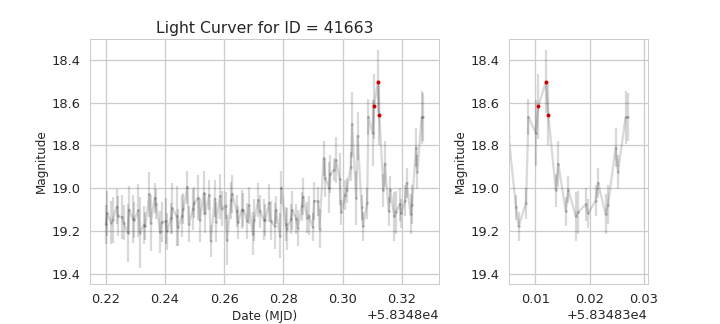 Light Curver for ID = 41663
Magnitude
18.4
18.6
18.8
19.0
19.2
19.4
0.22 0.24 0.26 0.28 0.30 0.32
Date (MJD)
+5.8348e4
Magnitude
18.4
18.6
18.8
19.0
19.2
19.4
0.01 0.02 0.03
+5.83483e4